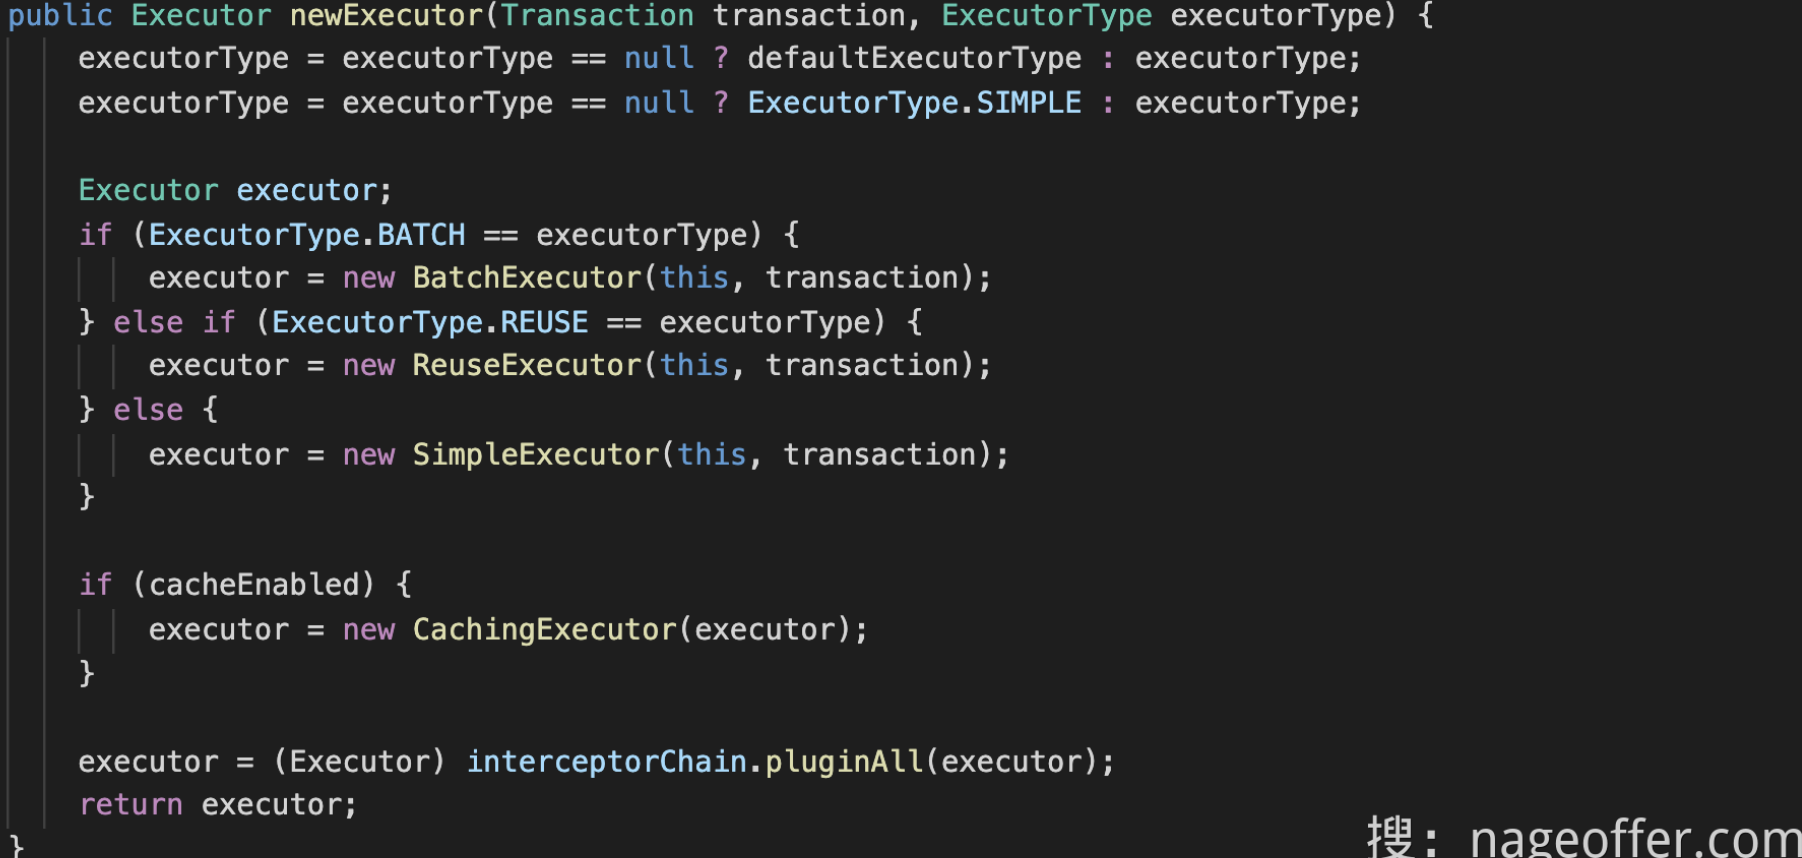 public Executor newExecutor(Transaction transaction, ExecutorType executorType) {
    executorType = executorType == null ? defaultExecutorType : executorType;
    executorType = executorType == null ? ExecutorType.SIMPLE : executorType;

    Executor executor;
    if (ExecutorType.BATCH == executorType) {
        executor = new BatchExecutor(this, transaction);
    } else if (ExecutorType.REUSE == executorType) {
        executor = new ReuseExecutor(this, transaction);
    } else {
        executor = new SimpleExecutor(this, transaction);
    }

    if (cacheEnabled) {
        executor = new CachingExecutor(executor);
    }

    executor = (Executor) interceptorChain.pluginAll(executor);
    return executor;
}
搜：nageoffer.com